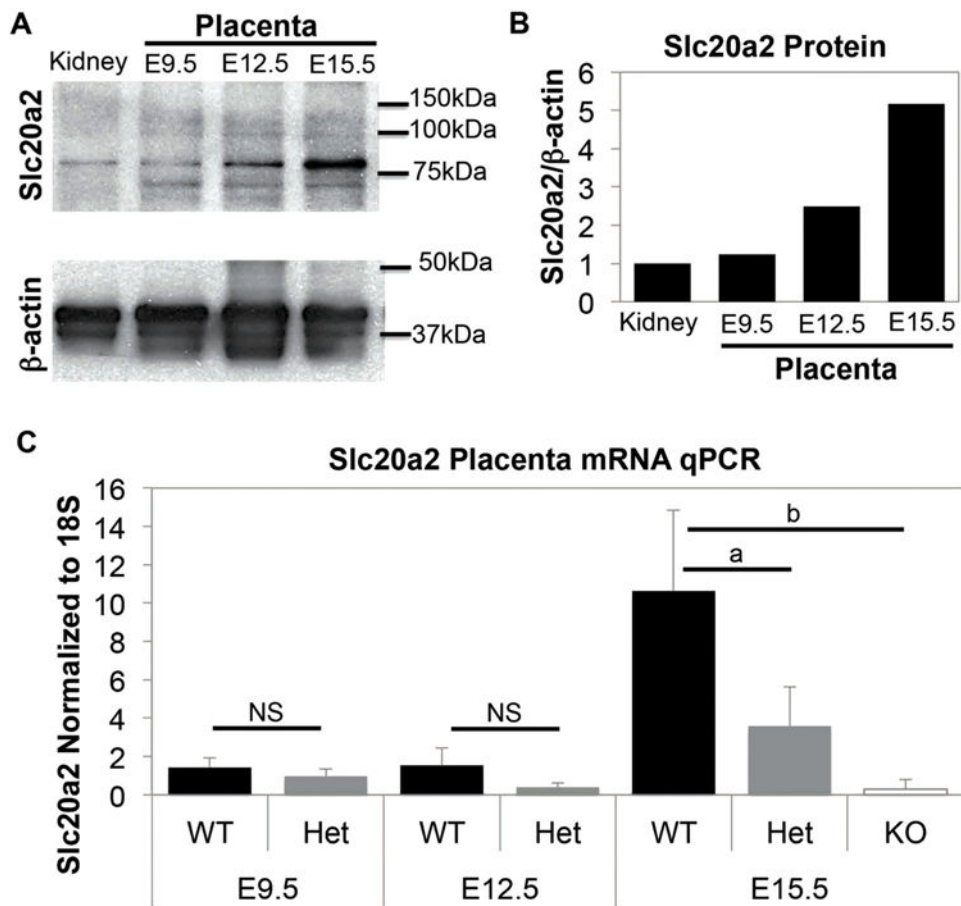 A
Placenta
Kidney E9.5 E12.5 E15.5
Slc20a2
150kDa
100kDa
75kDa
β-actin
50kDa
37kDa
B
Slc20a2 Protein
Slc20a2/β-actin
6
5
4
3
2
1
0
Kidney E9.5 E12.5 E15.5
Placenta
C
Slc20a2 Placenta mRNA qPCR
Slc20a2 Normalized to 18S
16
14
12
10
8
6
4
2
0
NS
NS
a
b
WT Het WT Het WT Het KO
E9.5 E12.5 E15.5